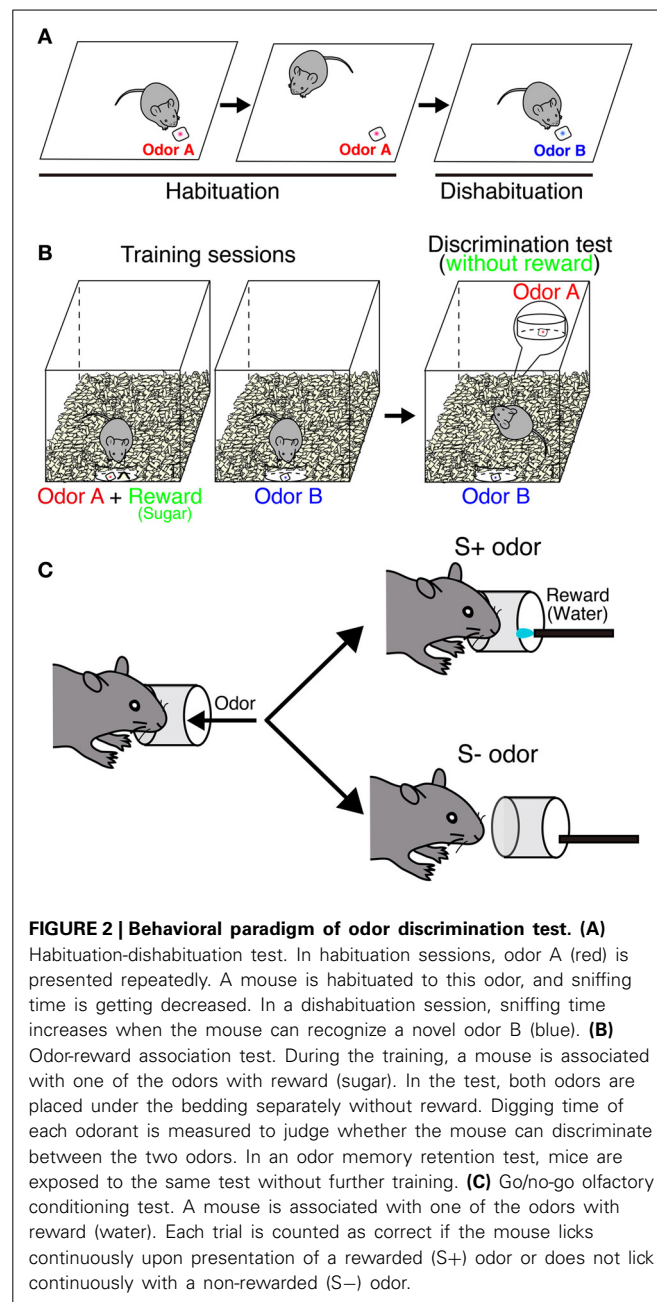 A
Odor A
Odor A
Odor B
Habituation
Dishabituation
B
Training sessions
Discrimination test
(without reward)
Odor A
Odor A + Reward
(Sugar)
Odor B
Odor B
C
S+ odor
Reward
(Water)
Odor
S- odor
FIGURE 2 | Behavioral paradigm of odor discrimination test. (A)
Habituation-dishabituation test. In habituation sessions, odor A (red) is
presented repeatedly. A mouse is habituated to this odor, and sniffing
time is getting decreased. In a dishabituation session, sniffing time
increases when the mouse can recognize a novel odor B (blue). (B)
Odor-reward association test. During the training, a mouse is associated
with one of the odors with reward (sugar). In the test, both odors are
placed under the bedding separately without reward. Digging time of
each odorant is measured to judge whether the mouse can discriminate
between the two odors. In an odor memory retention test, mice are
exposed to the same test without further training. (C) Go/no-go olfactory
conditioning test. A mouse is associated with one of the odors with
reward (water). Each trial is counted as correct if the mouse licks
continuously upon presentation of a rewarded (S+) odor or does not lick
continuously with a non-rewarded (S−) odor.